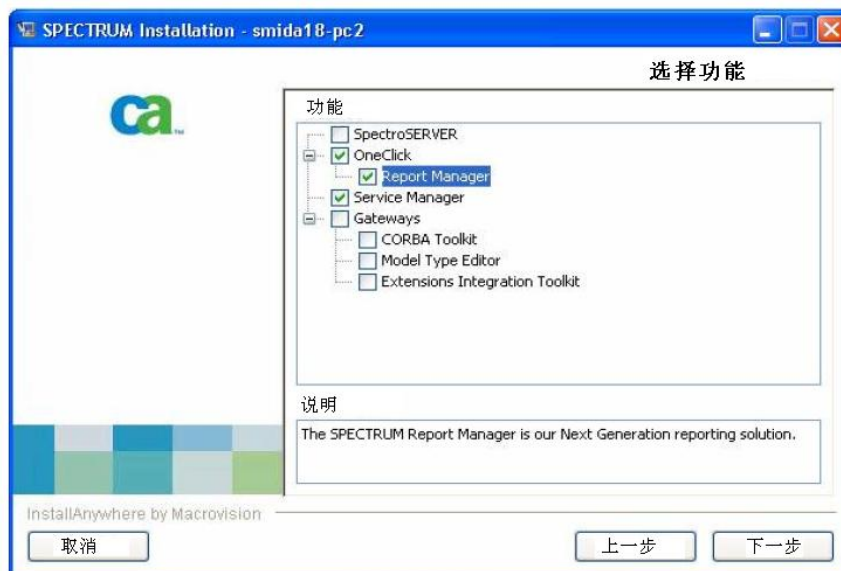 SPECTRUM Installation - smida18-pc2
选择功能
ca™
功能
SpectroSERVER
OneClick
Report Manager
Service Manager
Gateways
CORBA Toolkit
Model Type Editor
Extensions Integration Toolkit
说明
The SPECTRUM Report Manager is our Next Generation reporting solution.
InstallAnywhere by Macrovision
取消
上一步
下一步